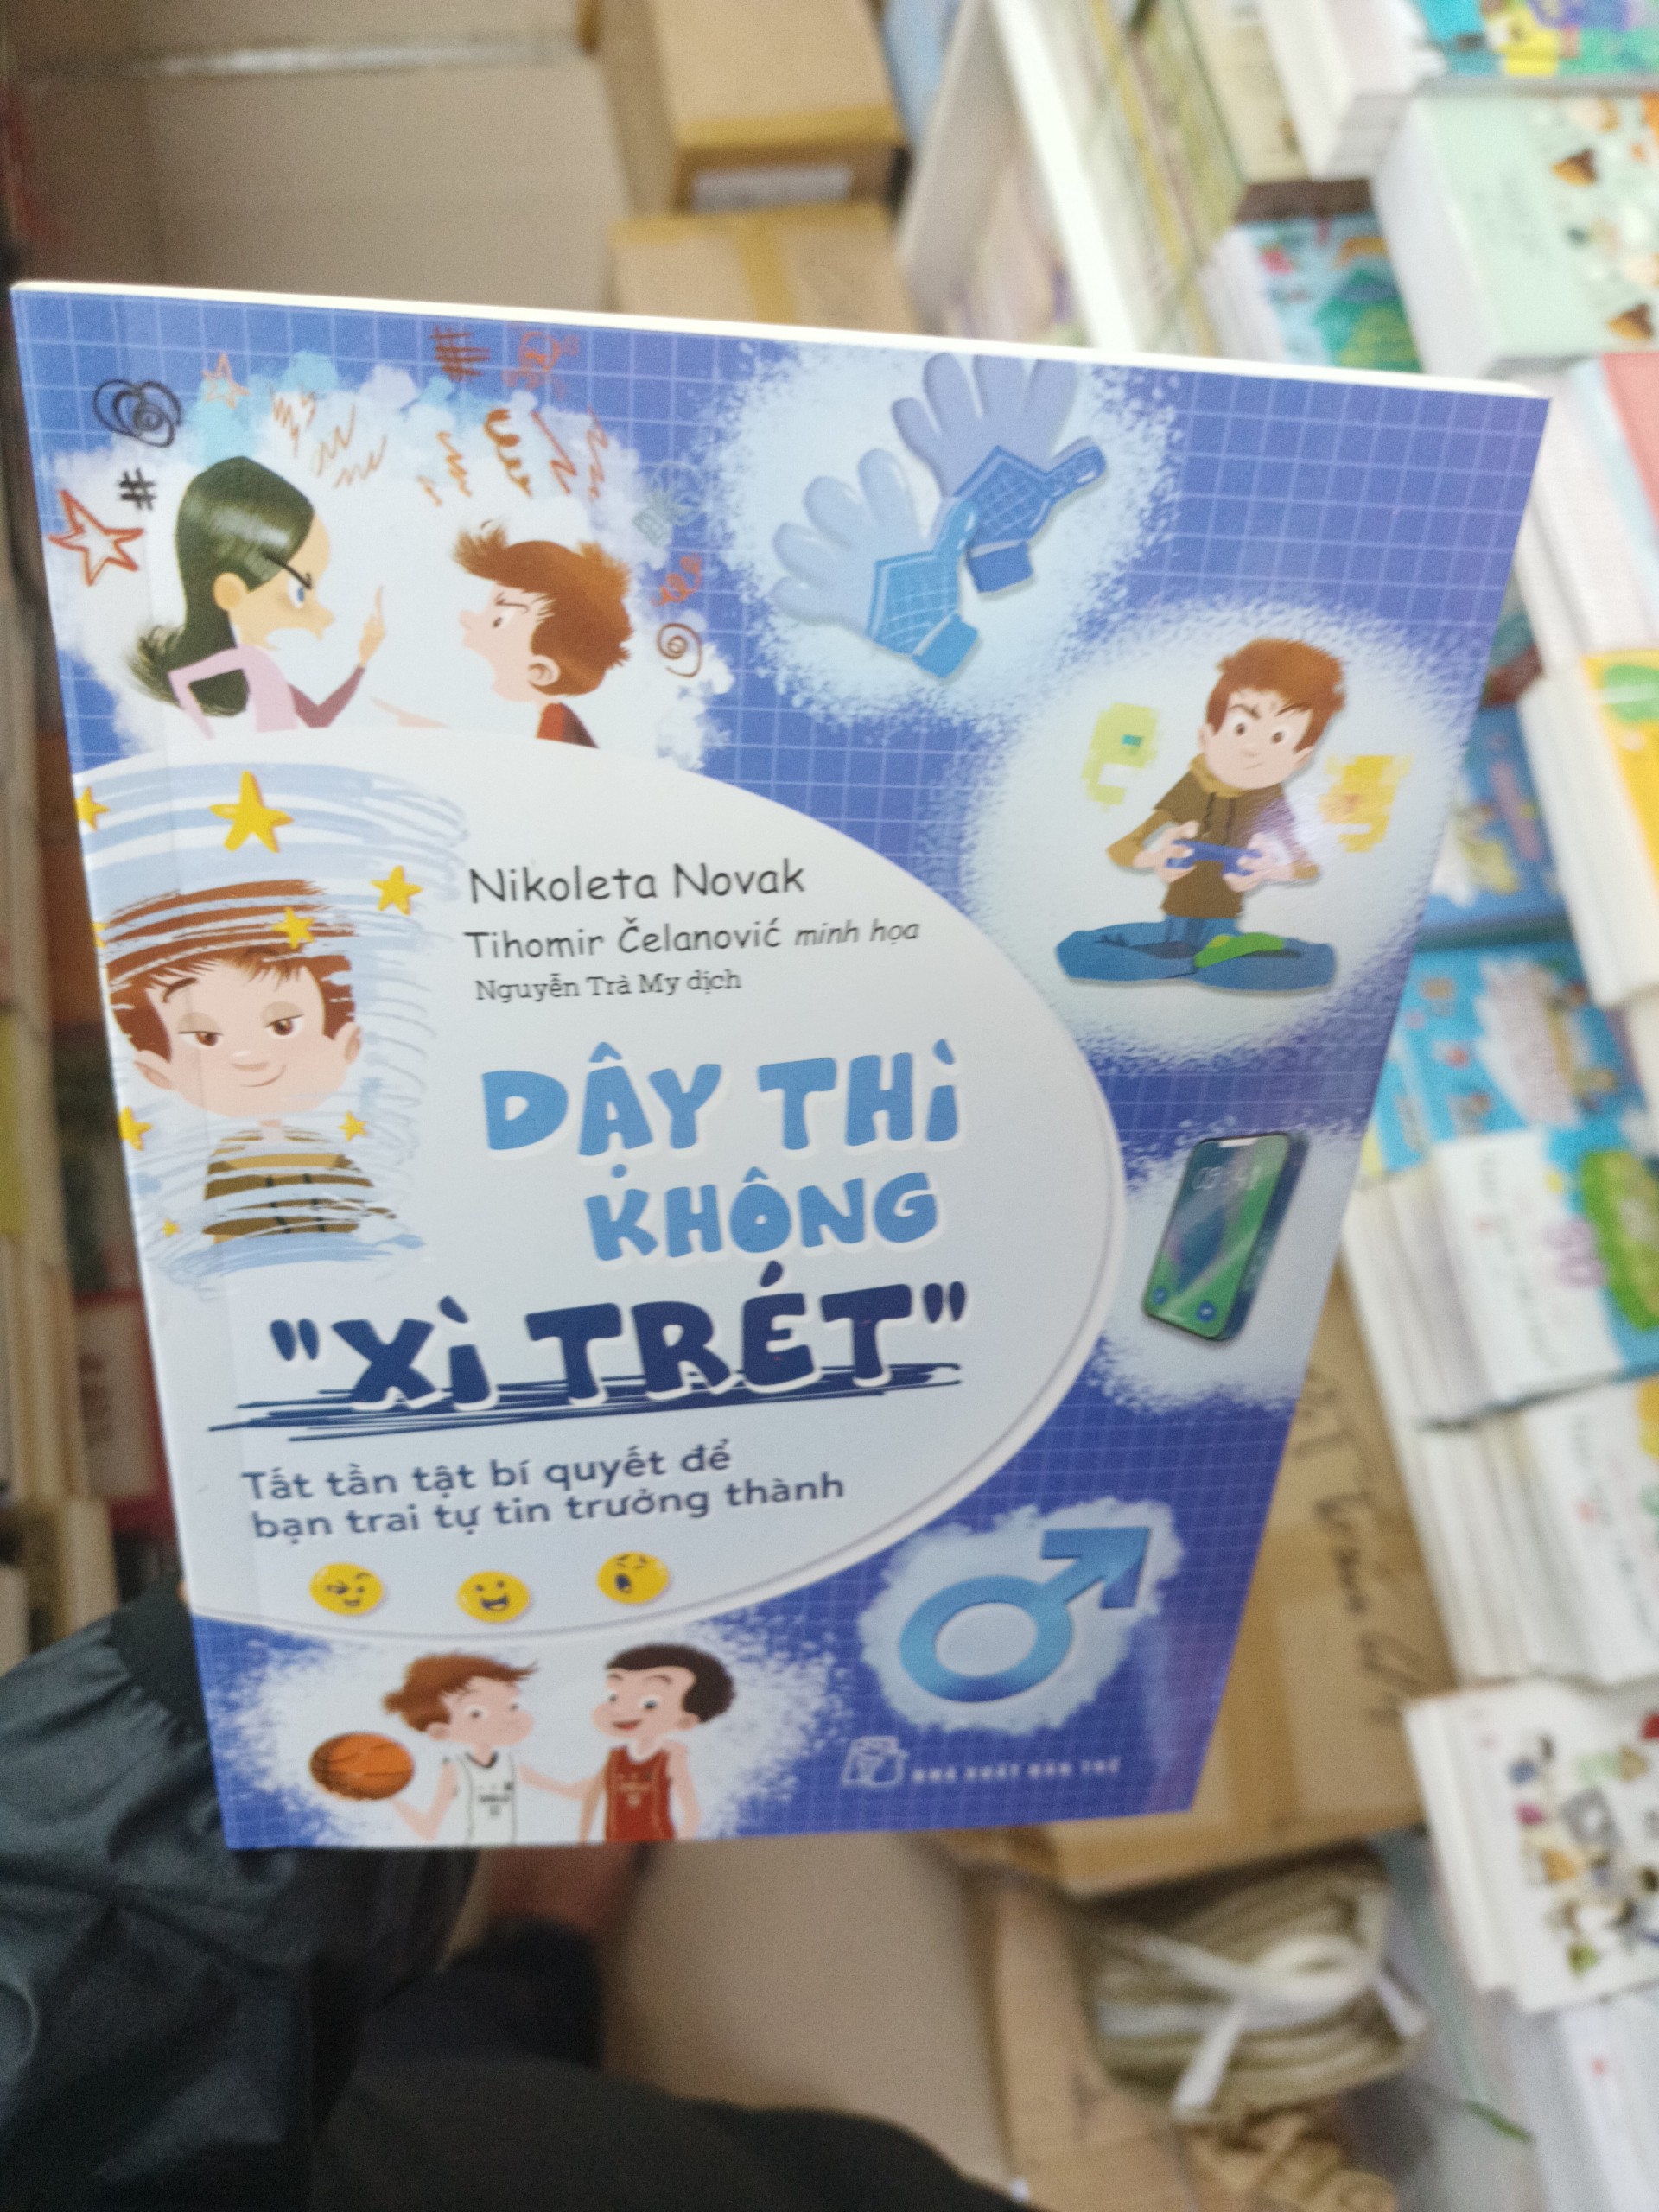 Nikoleta Novak
Tihomir Čelanović minh họa
Nguyễn Trà My dịch
DẬY THÌ
KHÔNG
"XÌ TRÉT"
Tất tần tật bí quyết để
bạn trai tự tin trưởng thành
NHÀ XUẤT BẢN TRẺ